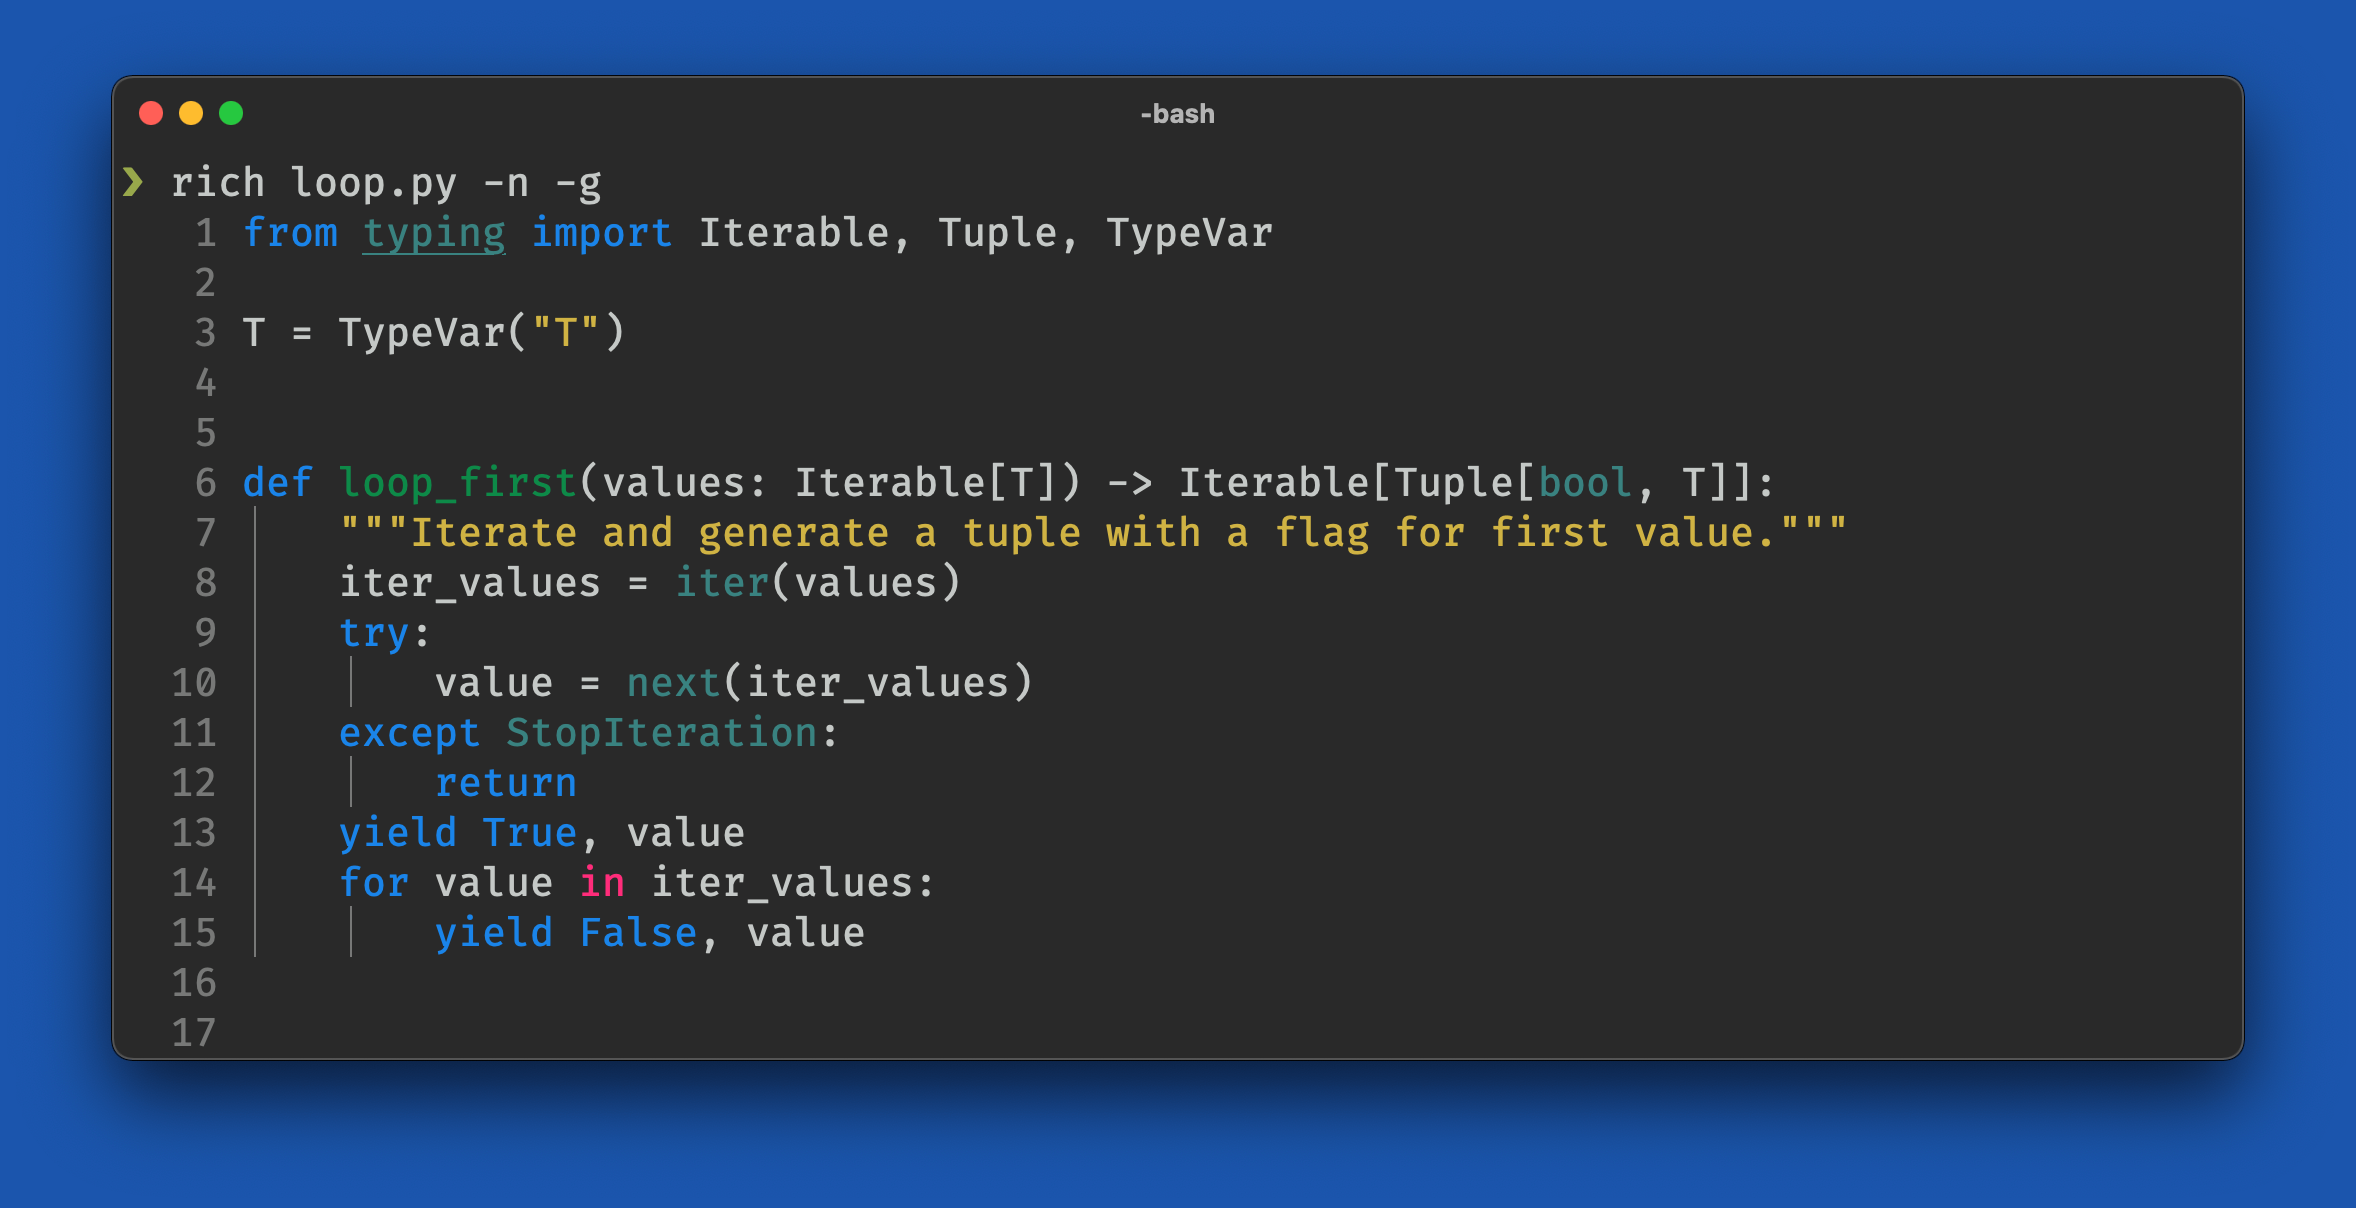 -bash
❯ rich loop.py -n -g
1 from typing import Iterable, Tuple, TypeVar
2
3 T = TypeVar("T")
4
5
6 def loop_first(values: Iterable[T]) -> Iterable[Tuple[bool, T]]:
7     """Iterate and generate a tuple with a flag for first value."""
8     iter_values = iter(values)
9     try:
10         value = next(iter_values)
11     except StopIteration:
12         return
13     yield True, value
14     for value in iter_values:
15         yield False, value
16
17